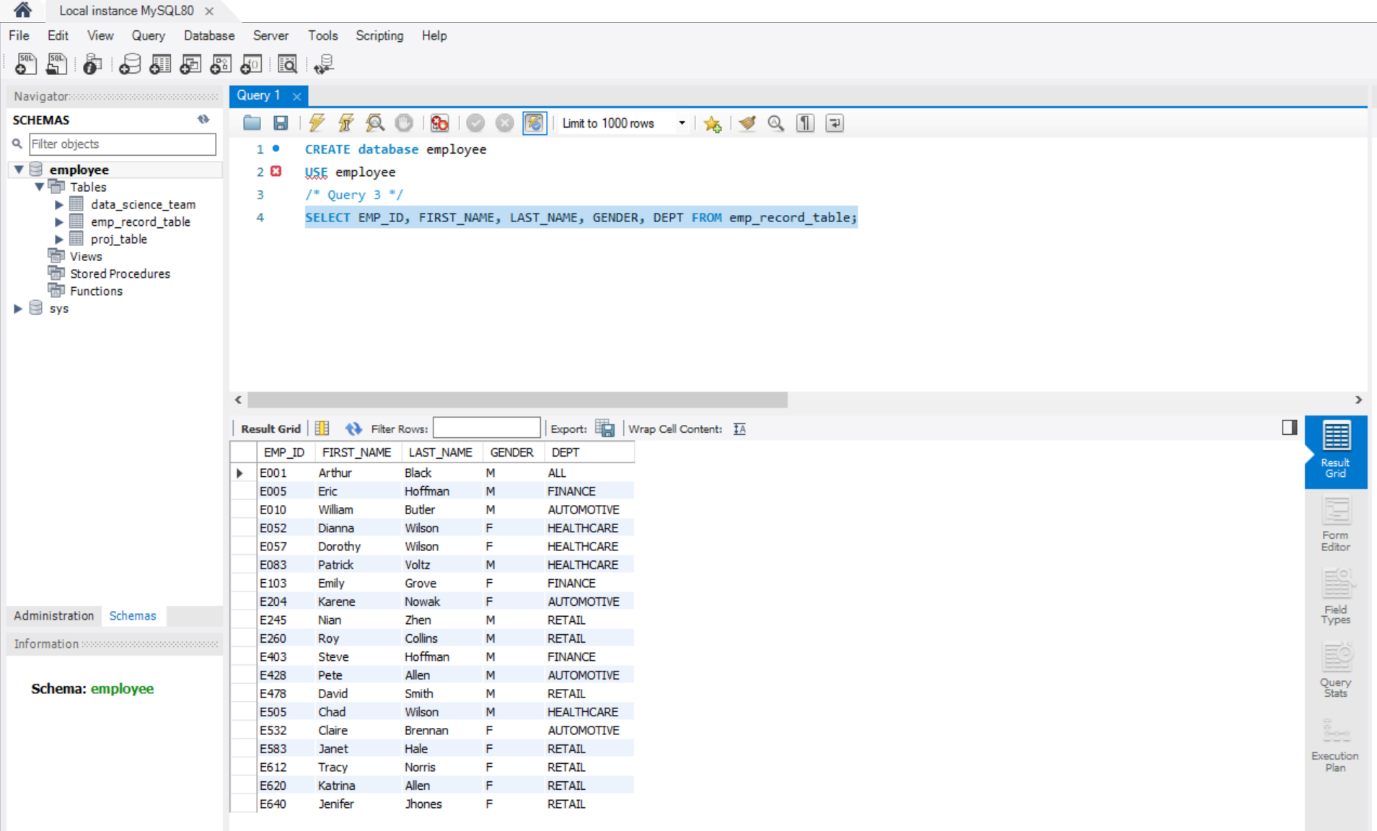 Local instance MySQL80
File Edit View Query Database Server Tools Scripting Help
Navigator
SCHEMAS
Filter objects
employee
Tables
data_science_team
emp_record_table
proj_table
Views
Stored Procedures
Functions
sys
Administration Schemas
Information
Schema: employee
Query 1
Limit to 1000 rows
1 CREATE database employee
2 USE employee
3 /* Query 3 */
4 SELECT EMP_ID, FIRST_NAME, LAST_NAME, GENDER, DEPT FROM emp_record_table;
Result Grid Filter Rows: Export: Wrap Cell Content:
EMP_ID FIRST_NAME LAST_NAME GENDER DEPT
E001 Arthur Black M ALL
E005 Eric Hoffman M FINANCE
E010 William Butler M AUTOMOTIVE
E052 Dianna Wilson F HEALTHCARE
E057 Dorothy Wilson F HEALTHCARE
E083 Patrick Voltz M HEALTHCARE
E103 Emily Grove F FINANCE
E204 Karene Nowak F AUTOMOTIVE
E245 Nian Zhen M RETAIL
E260 Roy Collins M RETAIL
E403 Steve Hoffman M FINANCE
E428 Pete Allen M AUTOMOTIVE
E478 David Smith M RETAIL
E505 Chad Wilson M HEALTHCARE
E532 Claire Brennan F AUTOMOTIVE
E583 Janet Hale F RETAIL
E612 Tracy Norris F RETAIL
E620 Katrina Allen F RETAIL
E640 Jenifer Jhones F RETAIL
Result
Grid
Form
Editor
Field
Types
Query
Stats
Execution
Plan